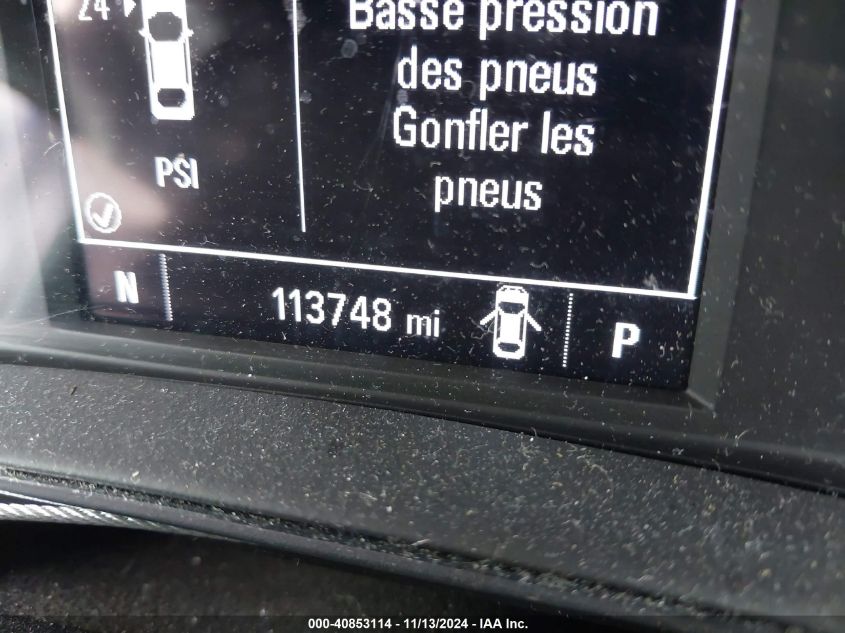 24
Basse pression
des pneus
Gonfler les
pneus
PSI
N
113748 mi
P
000-40853114 - 11/13/2024 - IAA Inc.